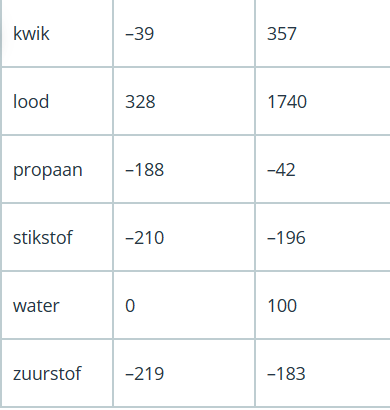 kwik –39 357
lood 328 1740
propaan –188 –42
stikstof –210 –196
water 0 100
zuurstof –219 –183